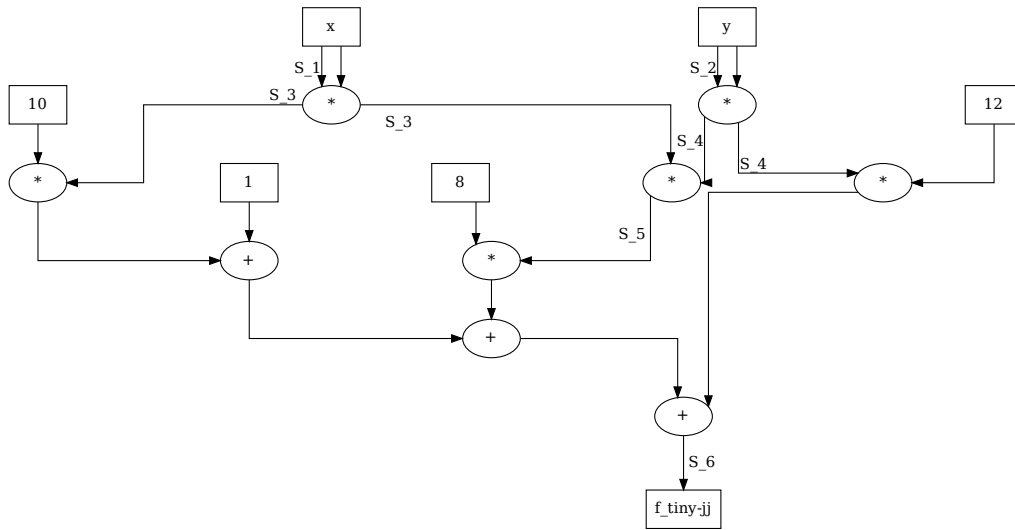 x
y
S_1
S_2
S_3
10
*
*
12
S_3
S_4
S_4
*
1
8
*
*
S_5
+
*
+
+
S_6
f_tiny-jj